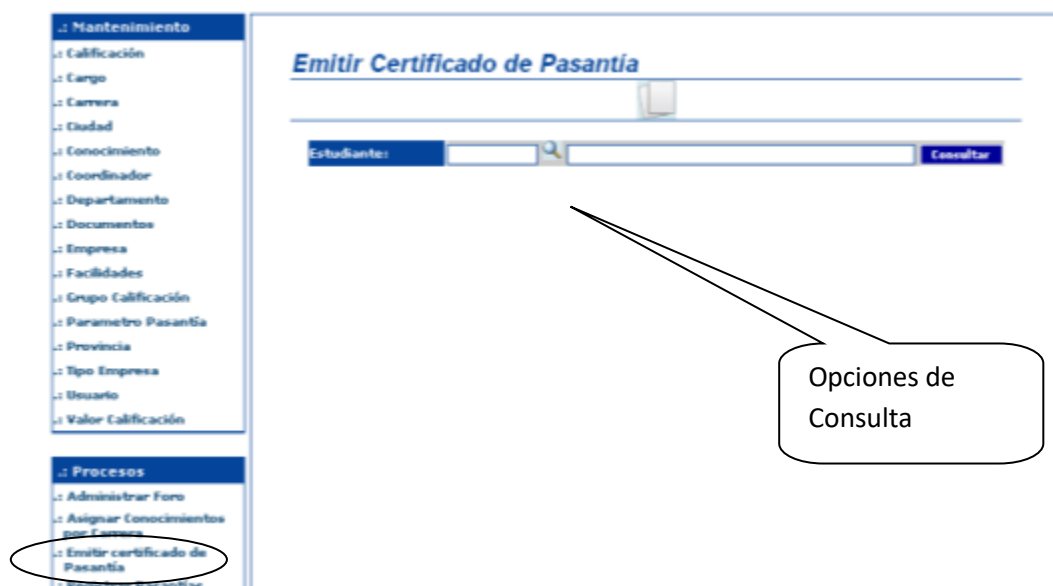 .: Mantenimiento
.: Calificación
.: Cargo
.: Carrera
.: Ciudad
.: Conocimiento
.: Coordinador
.: Departamento
.: Documentos
.: Empresa
.: Facilidades
.: Grupo Calificación
.: Parametro Pasantía
.: Provincia
.: Tipo Empresa
.: Usuario
.: Valor Calificación
.: Procesos
.: Administrar Foro
.: Asignar Conocimientos
por Carrera
.: Emitir certificado de
Pasantía
.: Registrar Pasantías
Emitir Certificado de Pasantía
Estudiante:
Consultar
Opciones de
Consulta